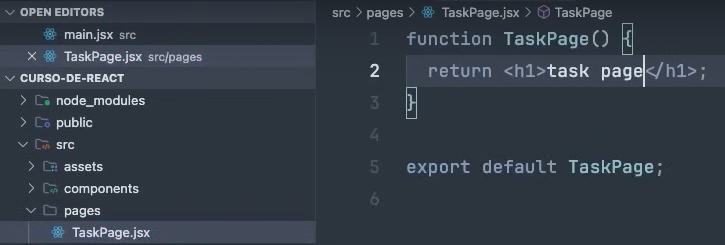 OPEN EDITORS
main.jsx src
TaskPage.jsx src/pages
CURSO-DE-REACT
node_modules
public
src
assets
components
pages
TaskPage.jsx
src > pages > TaskPage.jsx > TaskPage
1 function TaskPage() {
2 return <h1>task page</h1>;
3 }
4
5 export default TaskPage;
6